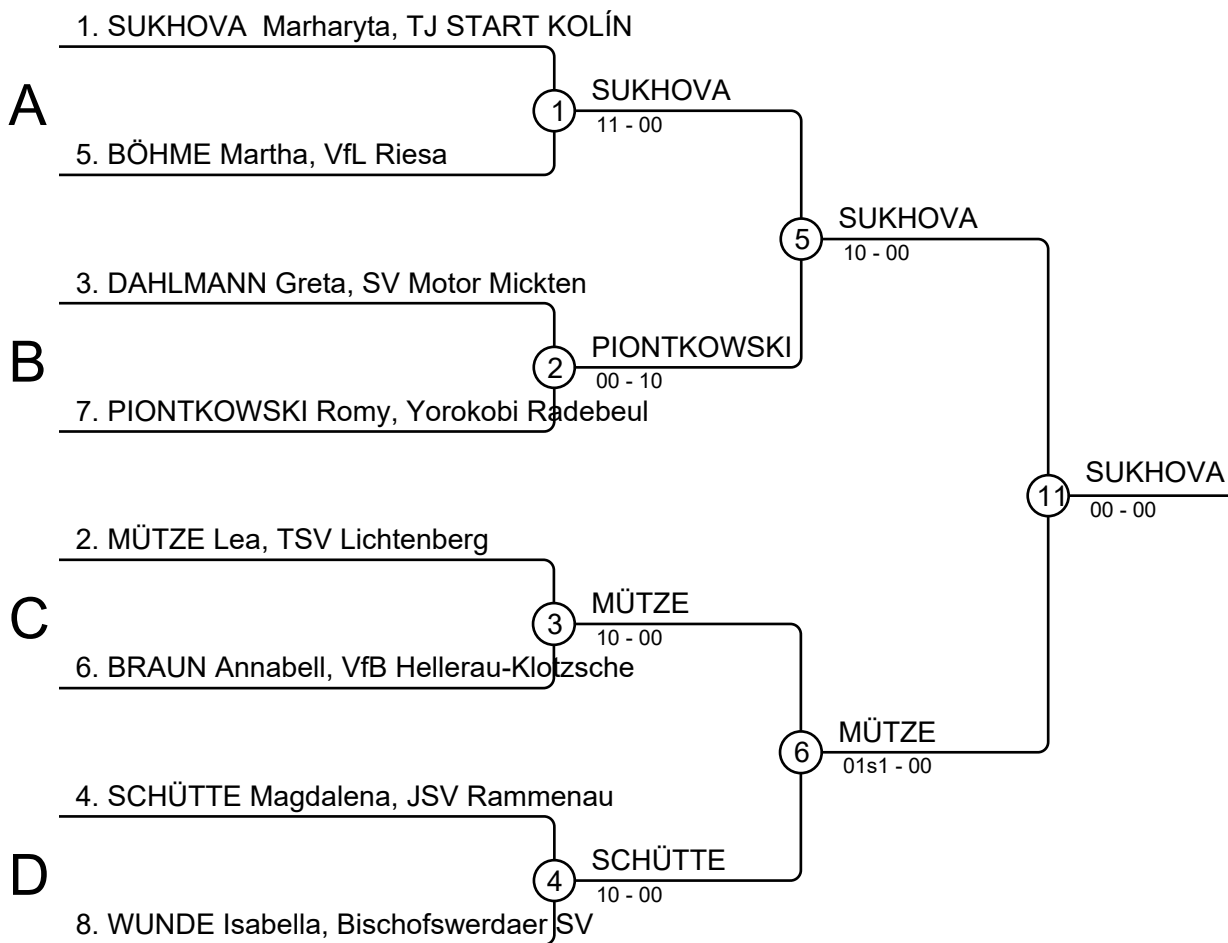 1. SUKHOVA Marharyta, TJ START KOLÍN
A
1
SUKHOVA
11 - 00
5. BÖHME Martha, VfL Riesa
5
SUKHOVA
10 - 00
3. DAHLMANN Greta, SV Motor Mickten
B
2
PIONTKOWSKI
00 - 10
7. PIONTKOWSKI Romy, Yorokobi Radebeul
11
SUKHOVA
00 - 00
2. MÜTZE Lea, TSV Lichtenberg
C
3
MÜTZE
10 - 00
6. BRAUN Annabell, VfB Hellerau-Klotzsche
6
MÜTZE
01s1 - 00
4. SCHÜTTE Magdalena, JSV Rammenau
D
4
SCHÜTTE
10 - 00
8. WUNDE Isabella, Bischofswerdaer SV